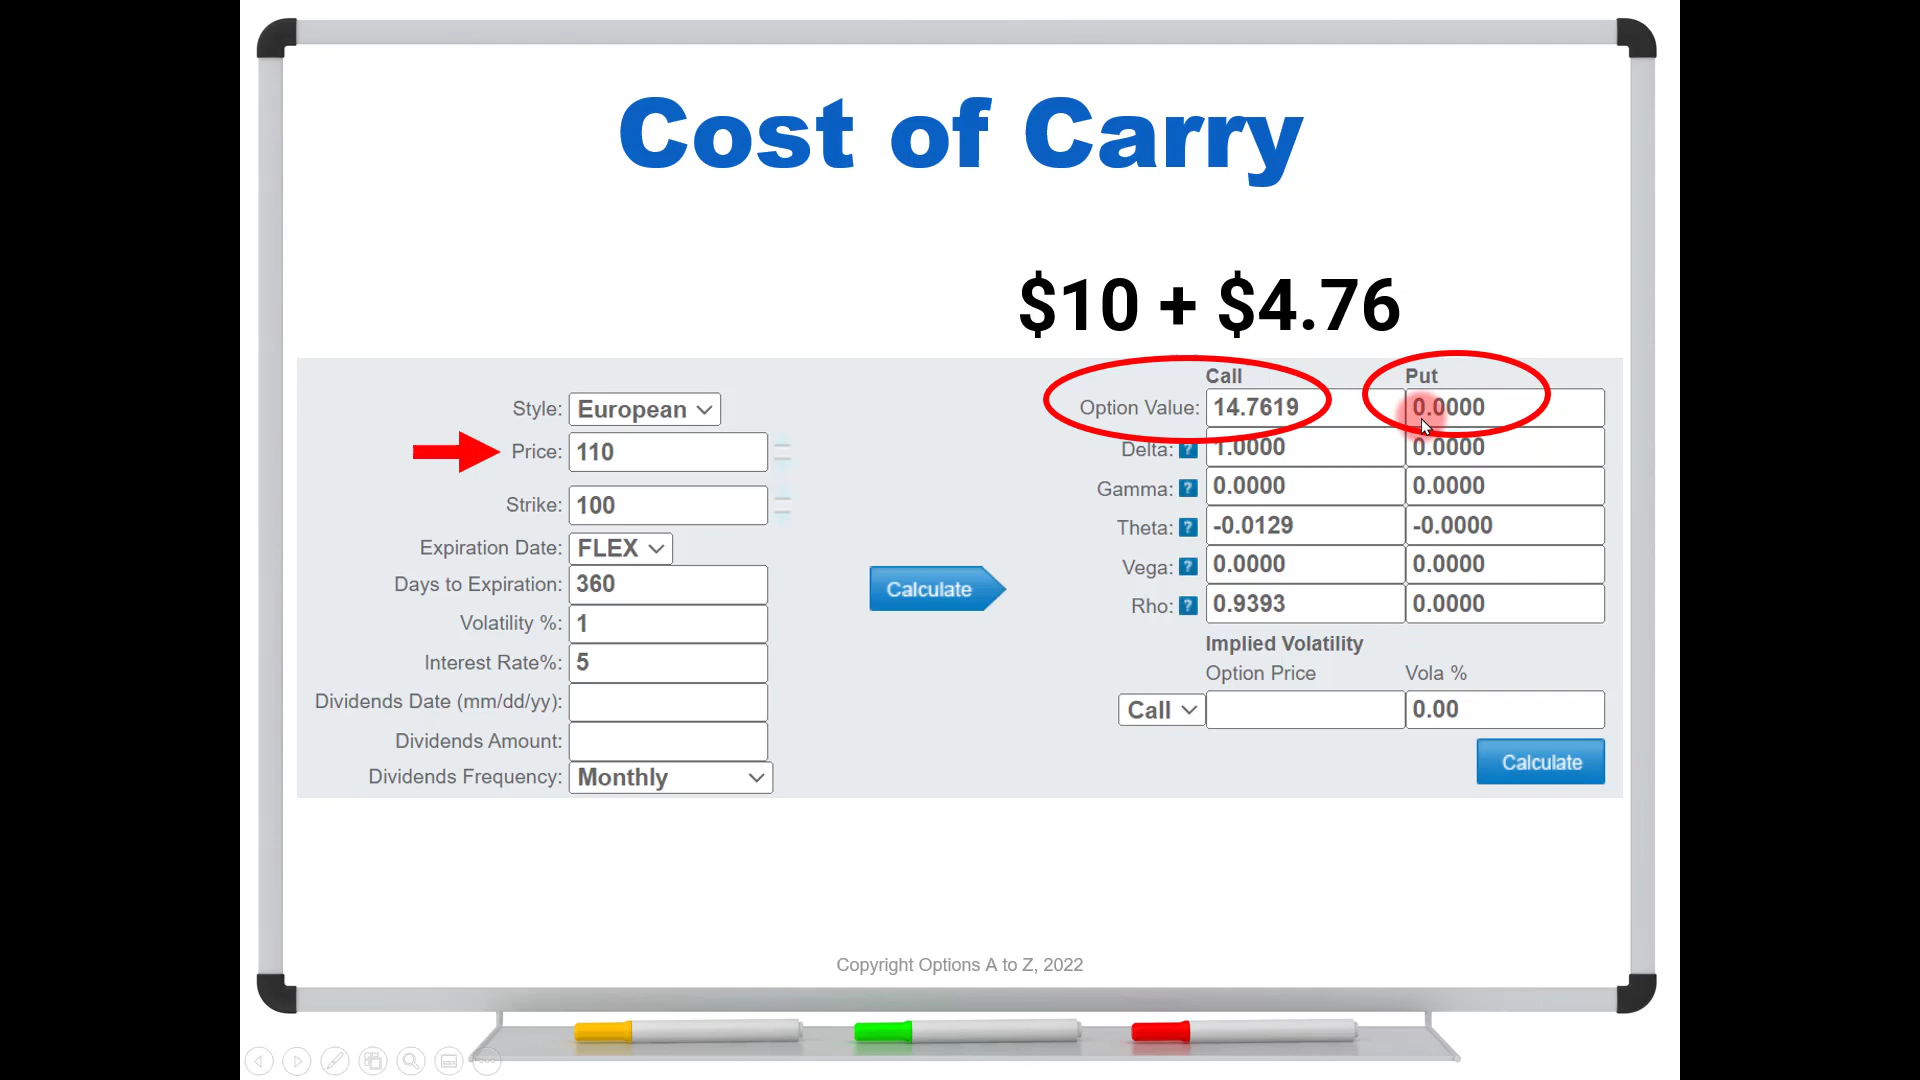 Cost of Carry
$10 + $4.76
Call Put
Style: European Option Value: 14.7619 0.0000
Price: 110 Delta: ? 1.0000 0.0000
Strike: 100 Gamma: ? 0.0000 0.0000
Theta: ? -0.0129 -0.0000
Expiration Date: FLEX Vega: ? 0.0000 0.0000
Days to Expiration: 360 Calculate
Rho: ? 0.9393 0.0000
Volatility %: 1
Implied Volatility
Interest Rate%: 5 Option Price Vola %
Dividends Date (mm/dd/yy): Call 0.00
Dividends Amount:
Calculate
Dividends Frequency: Monthly
Copyright Options A to Z, 2022